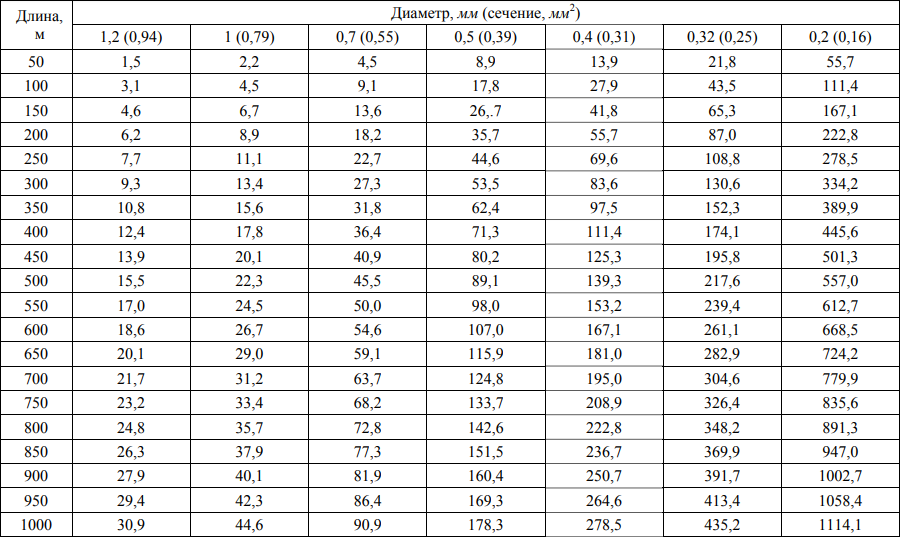 Длина, м Диаметр, мм (сечение, мм²)
1,2 (0,94) 1 (0,79) 0,7 (0,55) 0,5 (0,39) 0,4 (0,31) 0,32 (0,25) 0,2 (0,16)
50 1,5 2,2 4,5 8,9 13,9 21,8 55,7
100 3,1 4,5 9,1 17,8 27,9 43,5 111,4
150 4,6 6,7 13,6 26,.7 41,8 65,3 167,1
200 6,2 8,9 18,2 35,7 55,7 87,0 222,8
250 7,7 11,1 22,7 44,6 69,6 108,8 278,5
300 9,3 13,4 27,3 53,5 83,6 130,6 334,2
350 10,8 15,6 31,8 62,4 97,5 152,3 389,9
400 12,4 17,8 36,4 71,3 111,4 174,1 445,6
450 13,9 20,1 40,9 80,2 125,3 195,8 501,3
500 15,5 22,3 45,5 89,1 139,3 217,6 557,0
550 17,0 24,5 50,0 98,0 153,2 239,4 612,7
600 18,6 26,7 54,6 107,0 167,1 261,1 668,5
650 20,1 29,0 59,1 115,9 181,0 282,9 724,2
700 21,7 31,2 63,7 124,8 195,0 304,6 779,9
750 23,2 33,4 68,2 133,7 208,9 326,4 835,6
800 24,8 35,7 72,8 142,6 222,8 348,2 891,3
850 26,3 37,9 77,3 151,5 236,7 369,9 947,0
900 27,9 40,1 81,9 160,4 250,7 391,7 1002,7
950 29,4 42,3 86,4 169,3 264,6 413,4 1058,4
1000 30,9 44,6 90,9 178,3 278,5 435,2 1114,1